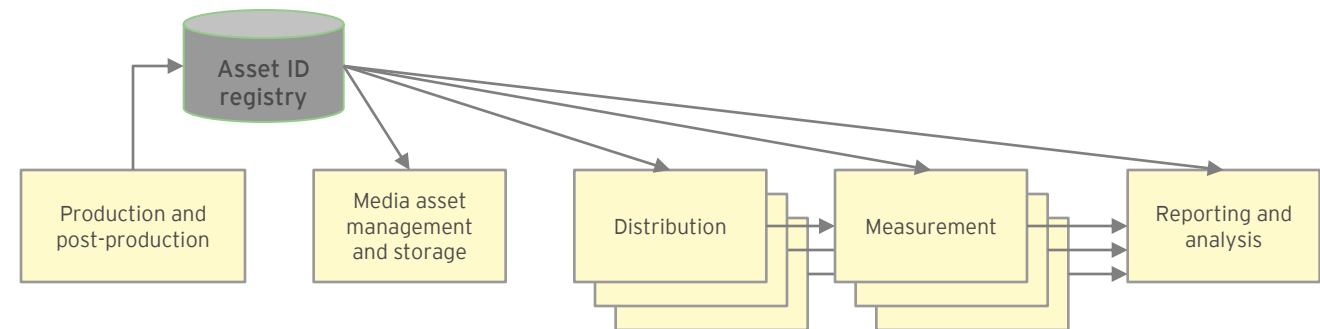 Asset ID
registry
Production and
post-production
Media asset
management
and storage
Distribution
Measurement
Reporting and
analysis